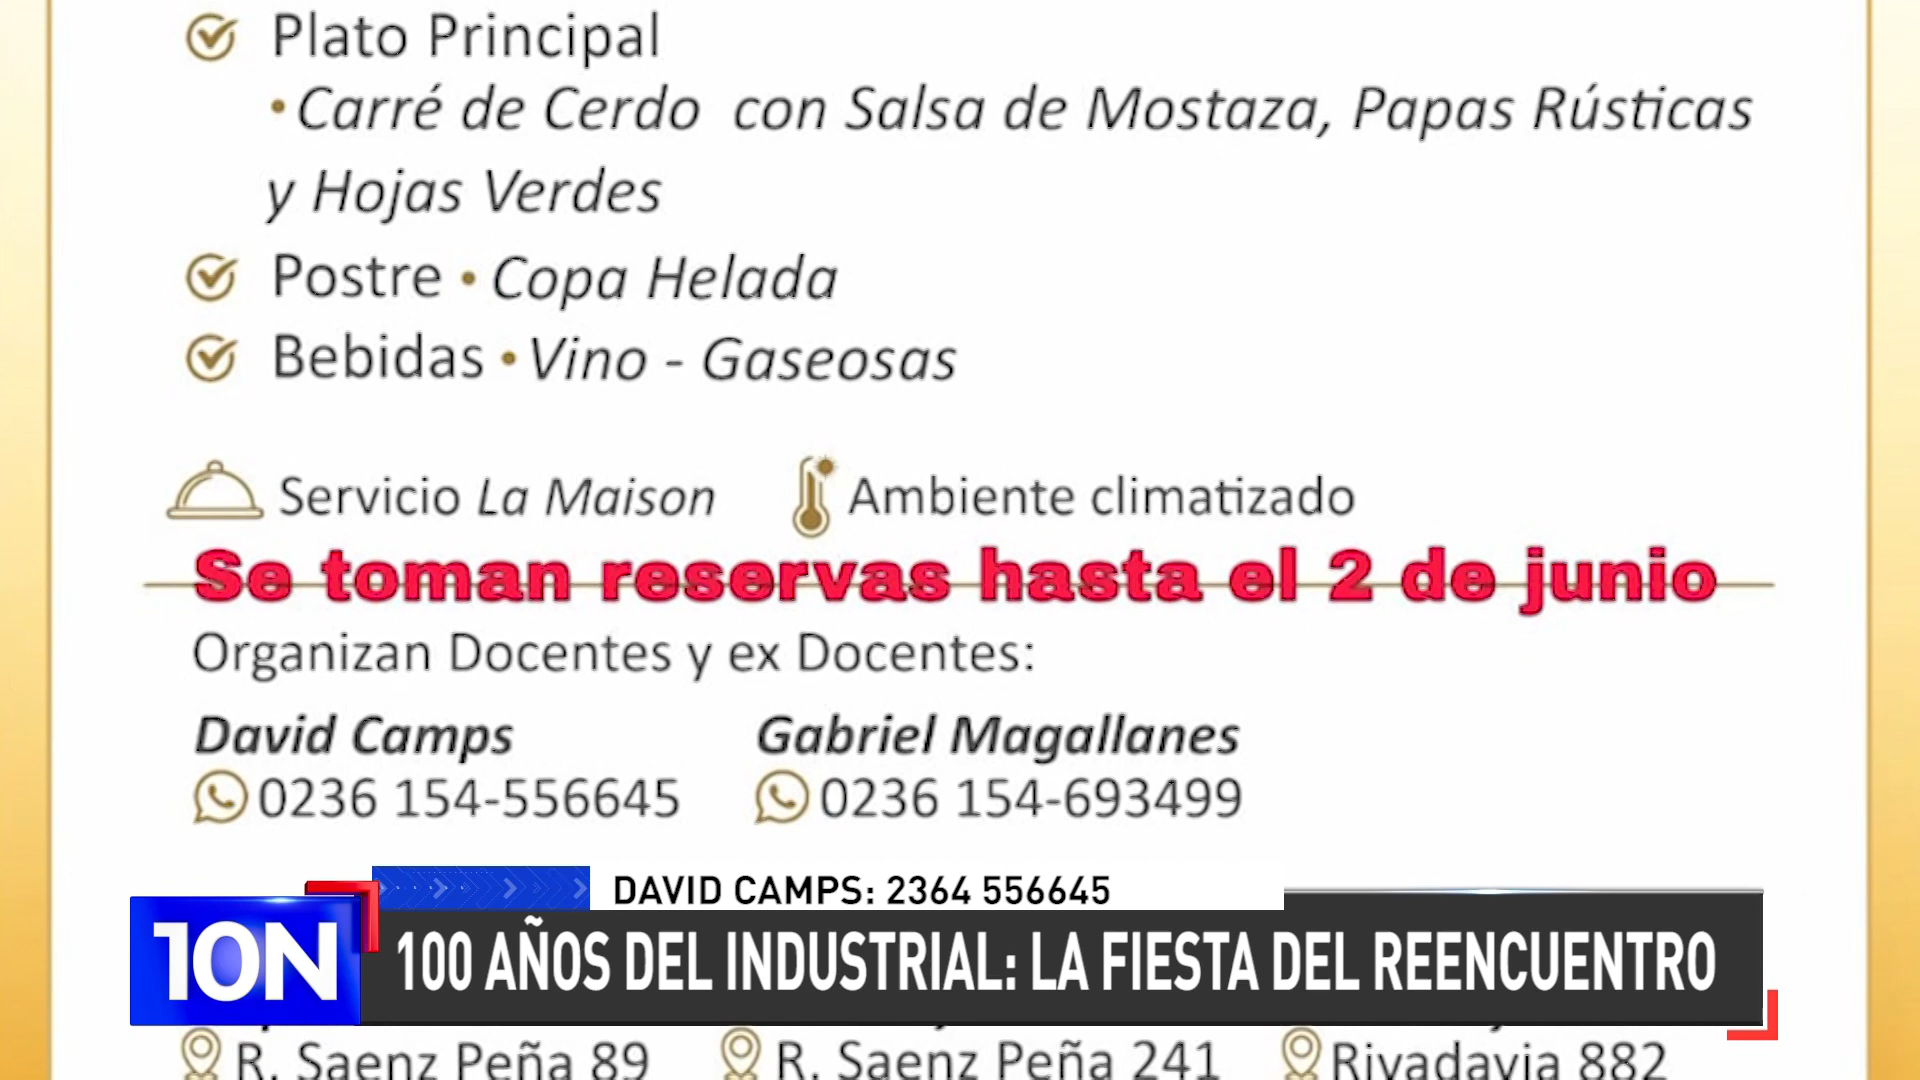 Plato Principal
• Carré de Cerdo con Salsa de Mostaza, Papas Rústicas
y Hojas Verdes
Postre • Copa Helada
Bebidas • Vino - Gaseosas
Servicio La Maison
Ambiente climatizado
Se toman reservas hasta el 2 de junio
Organizan Docentes y ex Docentes:
David Camps
0236 154-556645
Gabriel Magallanes
0236 154-693499
DAVID CAMPS: 2364 556645
10N
100 AÑOS DEL INDUSTRIAL: LA FIESTA DEL REENCUENTRO
R. Saenz Peña 89
R. Saenz Peña 241
Rivadavia 882